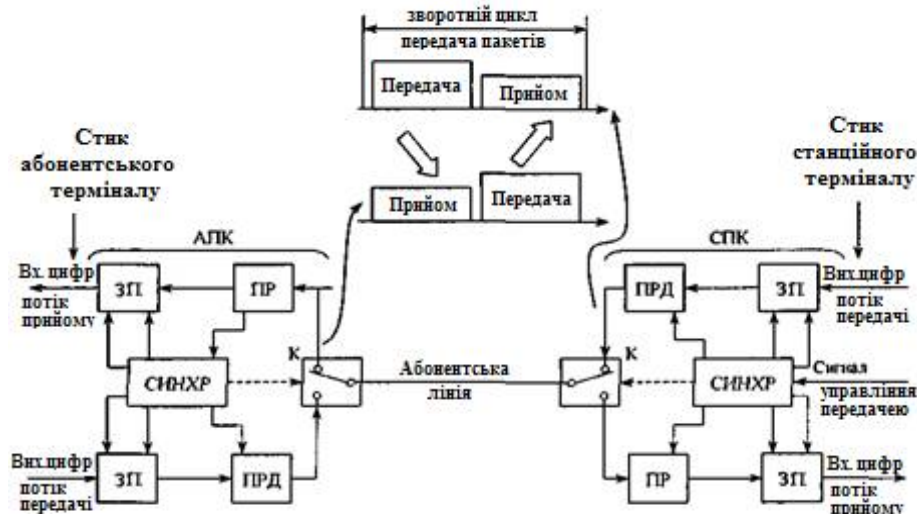 зворотній цикл
передача пакетів
Передача
Прийом
Стик
абонентського
терміналу
Стик
станційного
терміналу
Прийом
Передача
АПК
СПК
Вх. цифр
потік
прийому
ЗП
ПР
ПРД
ЗП
Вих. цифр
потік
передачі
СИНХР
К
Абонентська
лінія
К
СИНХР
Сигнал
управління
передачею
Вих. цифр
потік
передачі
ЗП
ПРД
ПР
ЗП
Вх. цифр
потік
прийому